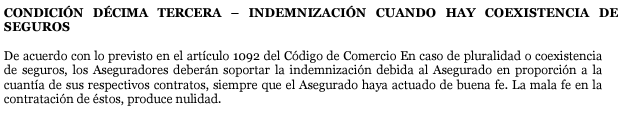 CONDICIÓN DÉCIMA TERCERA – INDEMNIZACIÓN CUANDO HAY COEXISTENCIA DE
SEGUROS
De acuerdo con lo previsto en el artículo 1092 del Código de Comercio En caso de pluralidad o coexistencia
de seguros, los Aseguradores deberán soportar la indemnización debida al Asegurado en proporción a la
cuantía de sus respectivos contratos, siempre que el Asegurado haya actuado de buena fe. La mala fe en la
contratación de éstos, produce nulidad.